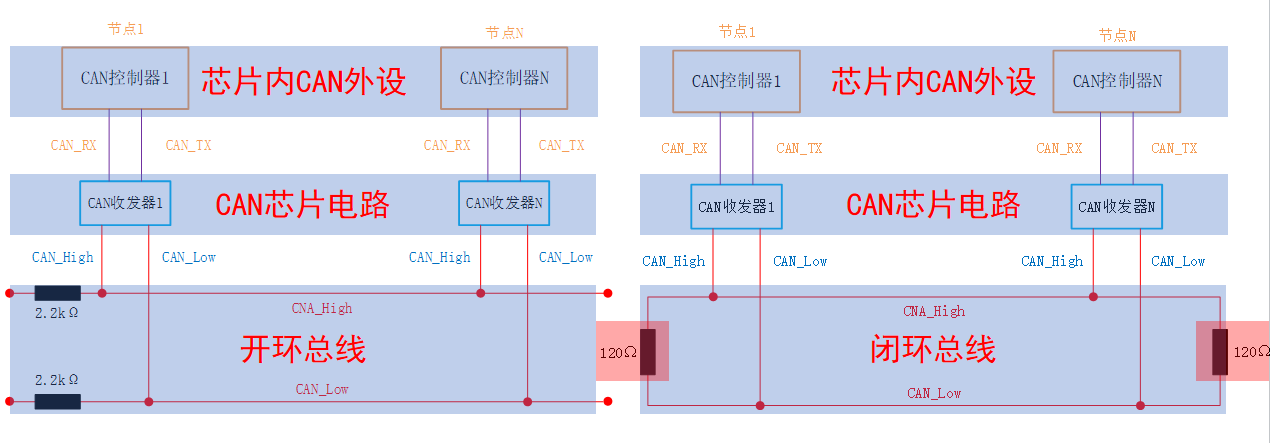 节点1
节点N
CAN控制器1
芯片内CAN外设
CAN控制器N
CAN_RX
CAN_TX
CAN_RX
CAN_TX
CAN收发器1
CAN芯片电路
CAN收发器N
CAN_High
CAN_Low
CAN_High
CAN_Low
2.2kΩ
CNA_High
开环总线
2.2kΩ
CAN_Low
节点1
节点N
CAN控制器1
芯片内CAN外设
CAN控制器N
CAN_RX
CAN_TX
CAN_RX
CAN_TX
CAN收发器1
CAN芯片电路
CAN收发器N
CAN_High
CAN_Low
CAN_High
CAN_Low
CNA_High
120Ω
闭环总线
120Ω
CAN_Low